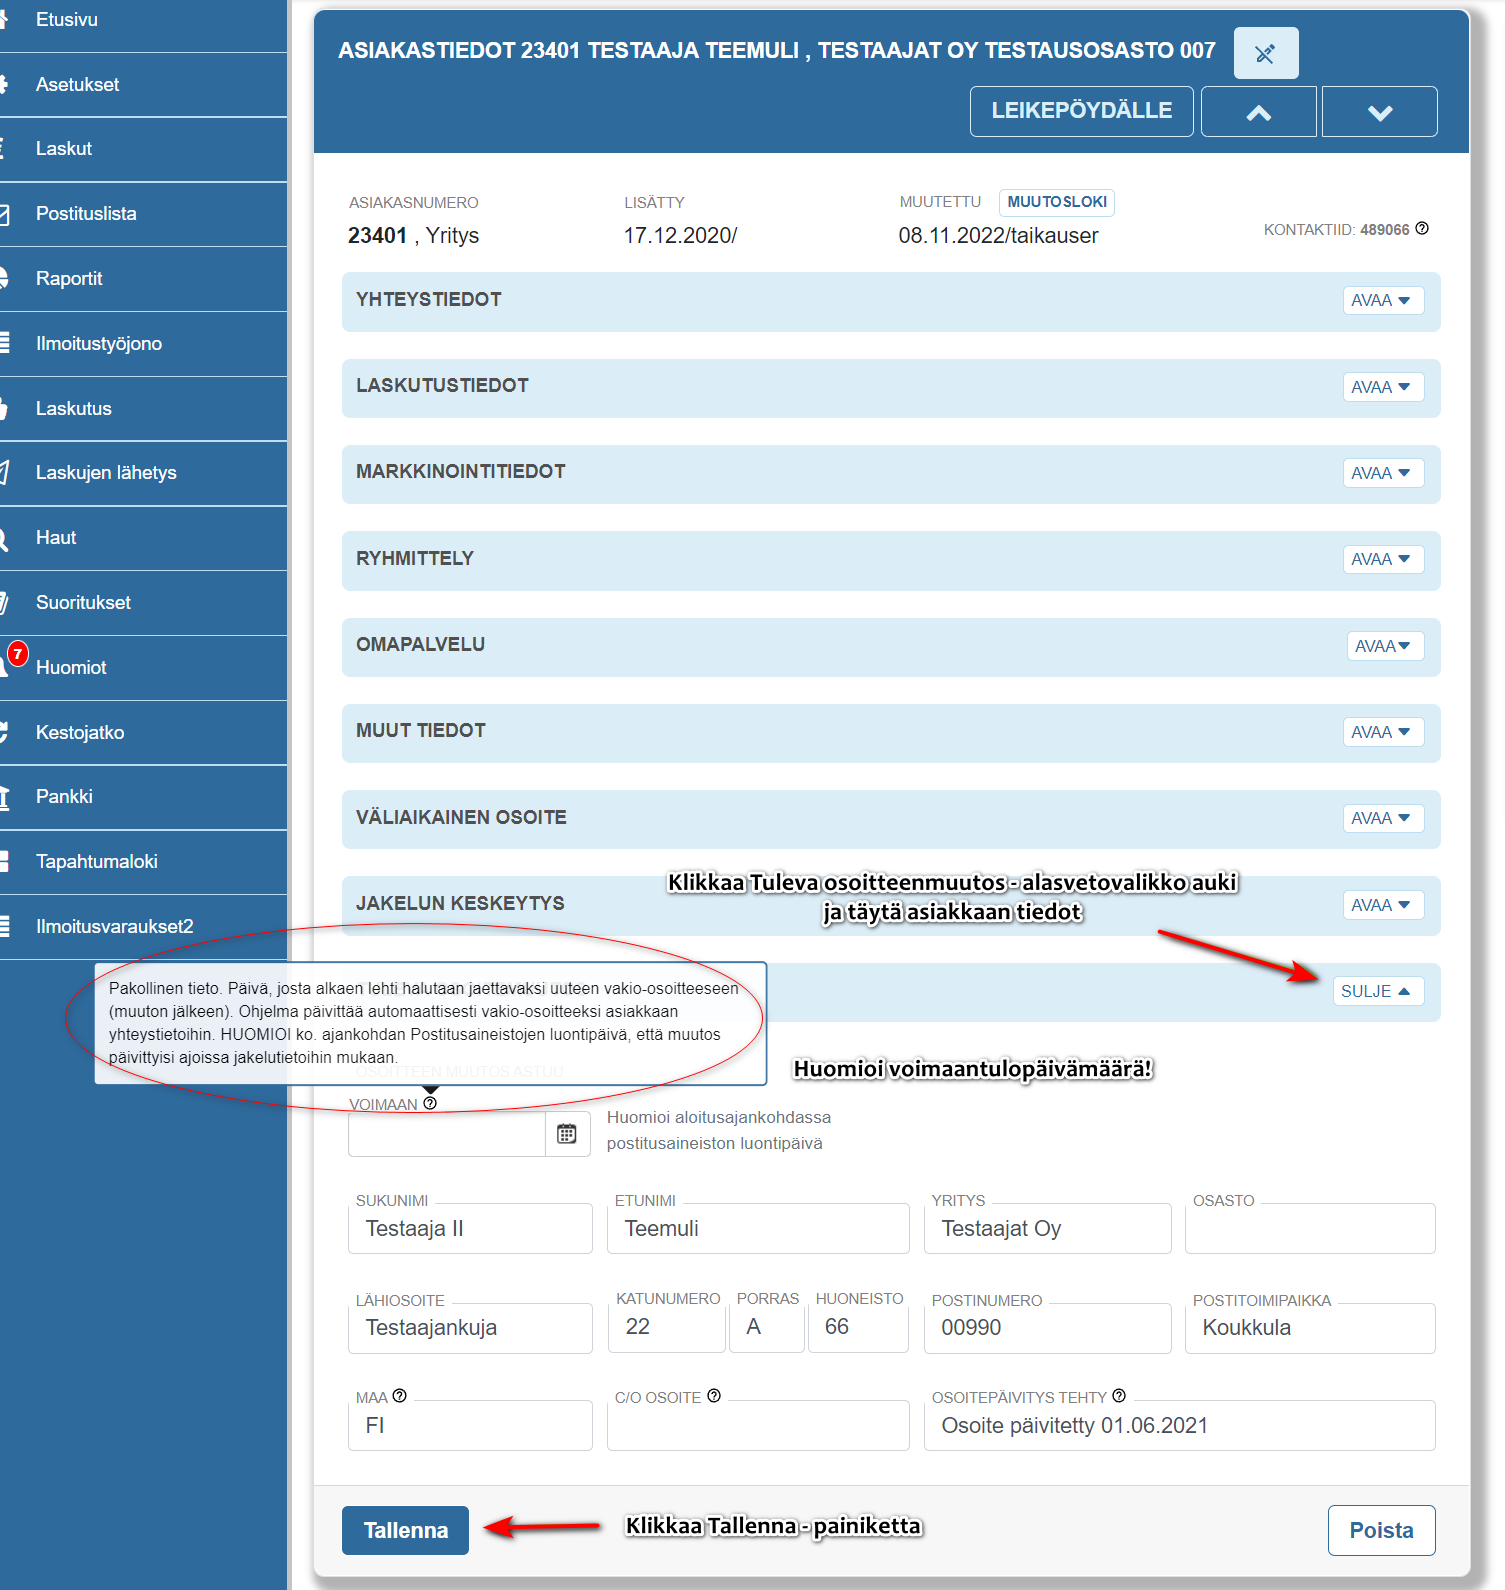 Etusivu
Asetukset
Laskut
Postituslista
Raportit
Ilmoitustyöjono
Laskutus
Laskujen lähetys
Haut
Suoritukset
7
Huomiot
Kestojatko
Pankki
Tapahtumaloki
Ilmoitusvaraukset2
ASIAKASTIEDOT 23401 TESTAAJA TEEMULI , TESTAAJAT OY TESTAUSOSASTO 007
LEIKEPÖYDÄLLE
ASIAKASNUMERO
23401 , Yritys
LISÄTTY
17.12.2020/
MUUTETTU MUUTOSLOKI
08.11.2022/taikauser
KONTAKTIID: 489066
YHTEYSTIEDOT AVAA
LASKUTUSTIEDOT AVAA
MARKKINOINTITIEDOT AVAA
RYHMITTELY AVAA
OMAPALVELU AVAA
MUUT TIEDOT AVAA
VÄLIAIKAINEN OSOITE AVAA
JAKELUN KESKEYTYS AVAA
Klikkaa Tuleva osoitteenmuutos - alasvetovalikko auki
ja täytä asiakkaan tiedot
SULJE
Pakollinen tieto. Päivä, josta alkaen lehti halutaan jaettavaksi uuteen vakio-osoitteeseen
(muuton jälkeen). Ohjelma päivittää automaattisesti vakio-osoitteeksi asiakkaan
yhteystietoihin. HUOMIOI ko. ajankohdan Postitusaineistojen luontipäivä, että muutos
päivittyisi ajoissa jakelutietoihin mukaan.
Huomioi voimaantulopäivämäärä!
OSOITTEEN MUUTOS ASTUU
VOIMAAN
Huomioi aloitusajankohdassa
postitusaineiston luontipäivä
SUKUNIMI ETUNIMI YRITYS OSASTO
Testaaja II Teemuli Testaajat Oy
LÄHIOSOITE KATUNUMERO PORRAS HUONEISTO POSTINUMERO POSTITOIMIPAIKKA
Testaajankuja 22 A 66 00990 Koukkula
MAA C/O OSOITE OSOITEPÄIVITYS TEHTY
FI Osoite päivitetty 01.06.2021
Tallenna Klikkaa Tallenna - painiketta Poista